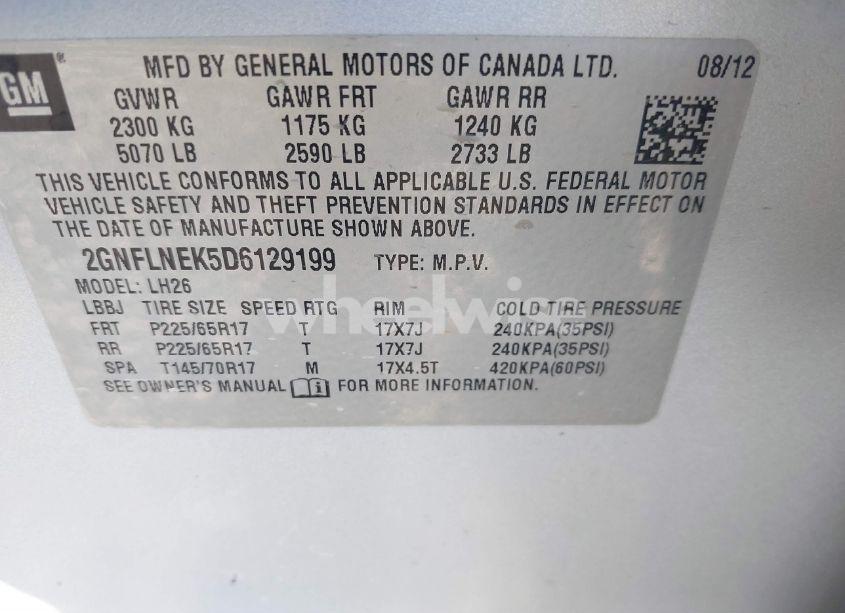 GM
MFD BY GENERAL MOTORS OF CANADA LTD. 08/12
GVWR GAWR FRT GAWR RR
2300 KG 1175 KG 1240 KG
5070 LB 2590 LB 2733 LB
THIS VEHICLE CONFORMS TO ALL APPLICABLE U.S. FEDERAL MOTOR
VEHICLE SAFETY AND THEFT PREVENTION STANDARDS IN EFFECT ON
THE DATE OF MANUFACTURE SHOWN ABOVE.
2GNFLNEK5D6129199 TYPE: M.P.V.
MODEL: LH26
LBBJ TIRE SIZE SPEED RTG RIM COLD TIRE PRESSURE
FRT P225/65R17 T 17X7J 240KPA(35PSI)
RR P225/65R17 T 17X7J 240KPA(35PSI)
SPA T145/70R17 M 17X4.5T 420KPA(60PSI)
SEE OWNER'S MANUAL i FOR MORE INFORMATION.